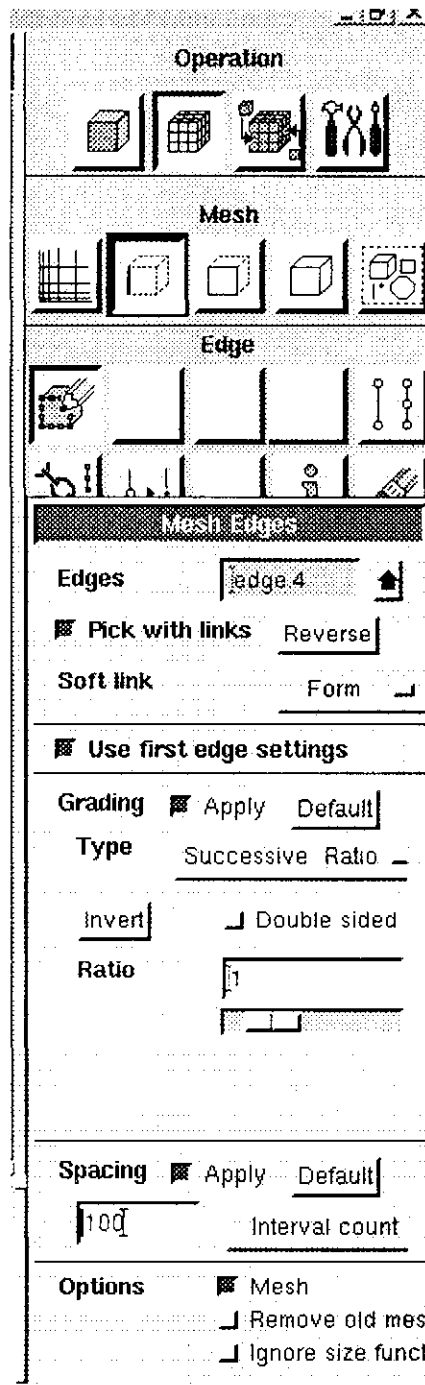 Operation
Mesh
Edge
Mesh Edges
Edges edge.4
Pick with links Reverse
Soft link Form
Use first edge settings
Grading Apply Default
Type Successive Ratio
Invert Double sided
Ratio 1
Spacing Apply Default
100 Interval count
Options Mesh
Remove old mes
Ignore size funct